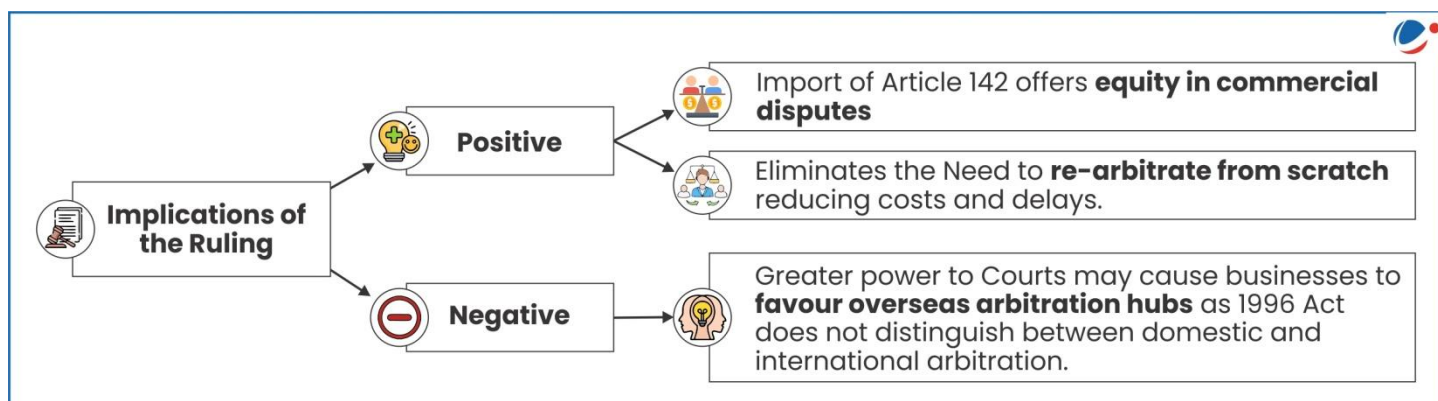 Implications of
the Ruling
Positive
Import of Article 142 offers equity in commercial
disputes
Eliminates the Need to re-arbitrate from scratch
reducing costs and delays.
Negative
Greater power to Courts may cause businesses to
favour overseas arbitration hubs as 1996 Act
does not distinguish between domestic and
international arbitration.